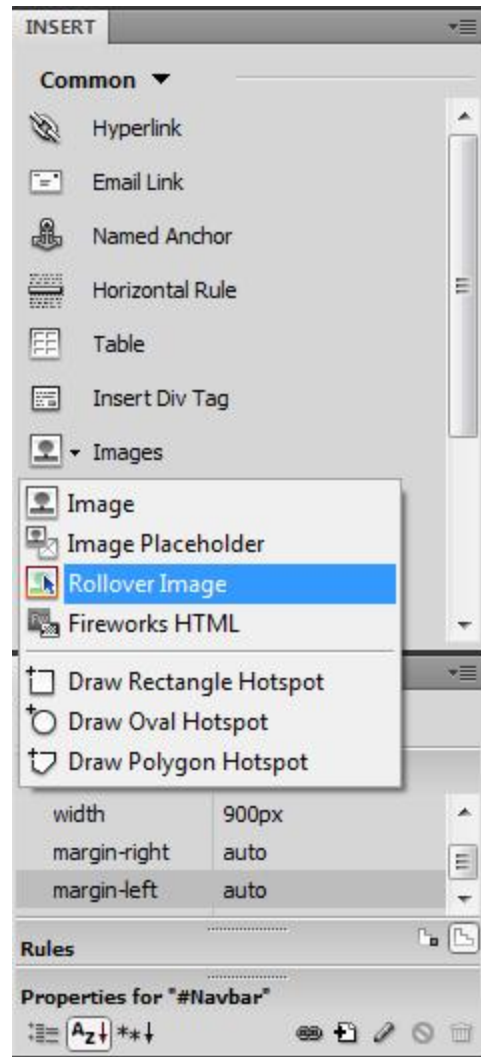 INSERT
Common
Hyperlink
Email Link
Named Anchor
Horizontal Rule
Table
Insert Div Tag
Images
Image
Image Placeholder
Rollover Image
Fireworks HTML
Draw Rectangle Hotspot
Draw Oval Hotspot
Draw Polygon Hotspot
width 900px
margin-right auto
margin-left auto
Rules
Properties for "#Navbar"
Az **